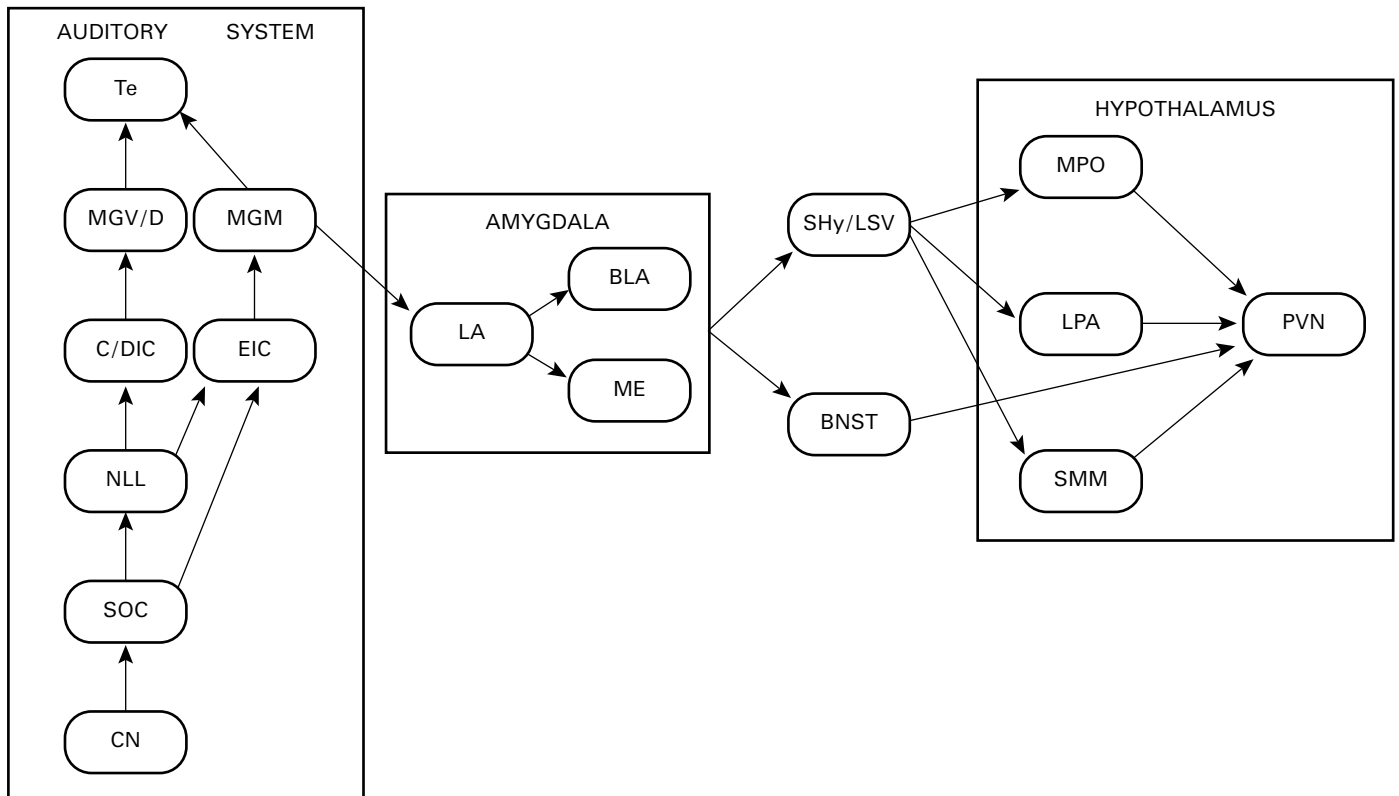 AUDITORY SYSTEM
Te
MGV/D
MGM
C/DIC
EIC
NLL
SOC
CN
AMYGDALA
LA
BLA
ME
SHy/LSV
BNST
HYPOTHALAMUS
MPO
LPA
PVN
SMM